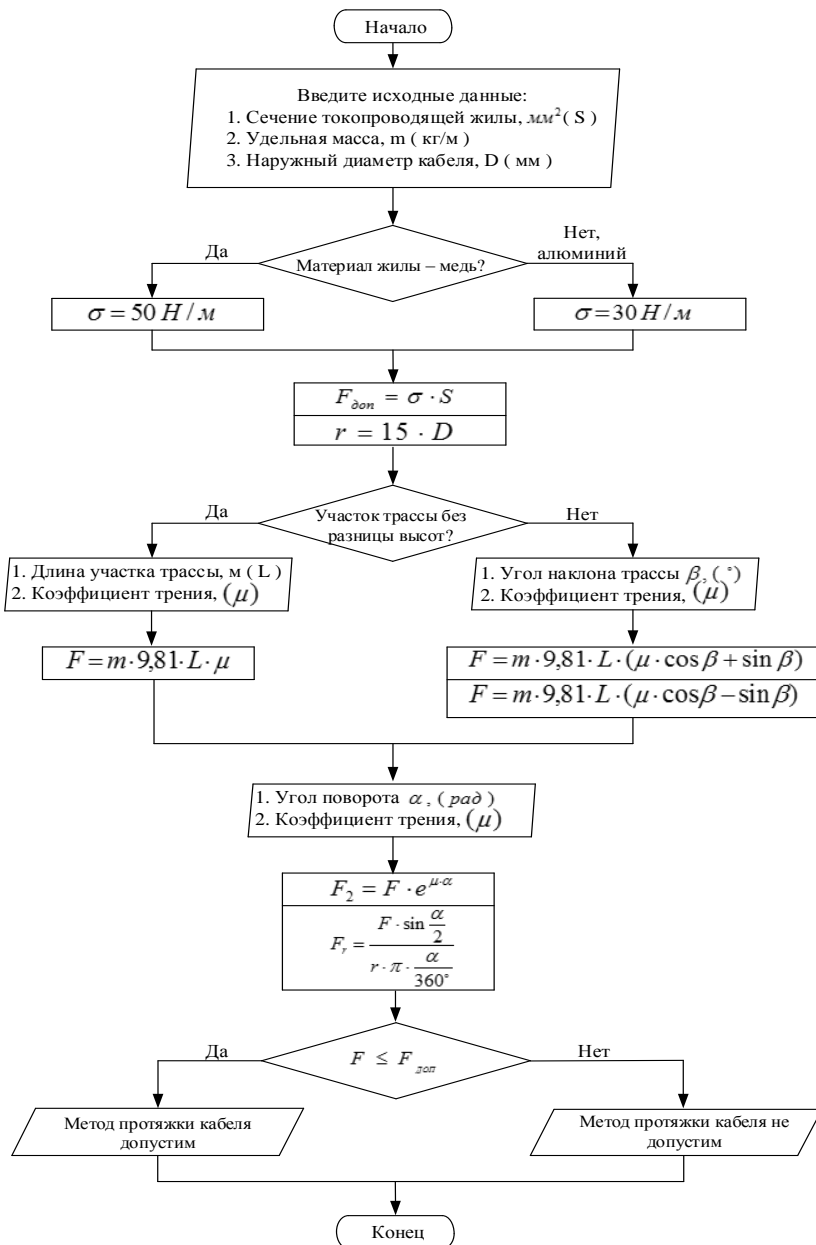 Начало
Введите исходные данные:
1. Сечение токопроводящей жилы, мм² ( S )
2. Удельная масса, m ( кг/м )
3. Наружный диаметр кабеля, D ( мм )
Да
Материал жилы – медь?
Нет,
алюминий
σ = 50 H / м
σ = 30 H / м
F доп = σ · S
r = 15 · D
Да
Участок трассы без
разницы высот?
Нет
1. Длина участка трассы, м ( L )
2. Коэффициент трения, (μ)
1. Угол наклона трассы β, ( ° )
2. Коэффициент трения, (μ)
F = m · 9,81 · L · μ
F = m · 9,81 · L · (μ · cos β + sin β)
F = m · 9,81 · L · (μ · cos β − sin β)
1. Угол поворота α, ( рад )
2. Коэффициент трения, (μ)
F₂ = F · e^{μ·α}
F_r = (F · sin α/2) / (r · π · α/360°)
Да
F ≤ F доп
Нет
Метод протяжки кабеля
допустим
Метод протяжки кабеля не
допустим
Конец